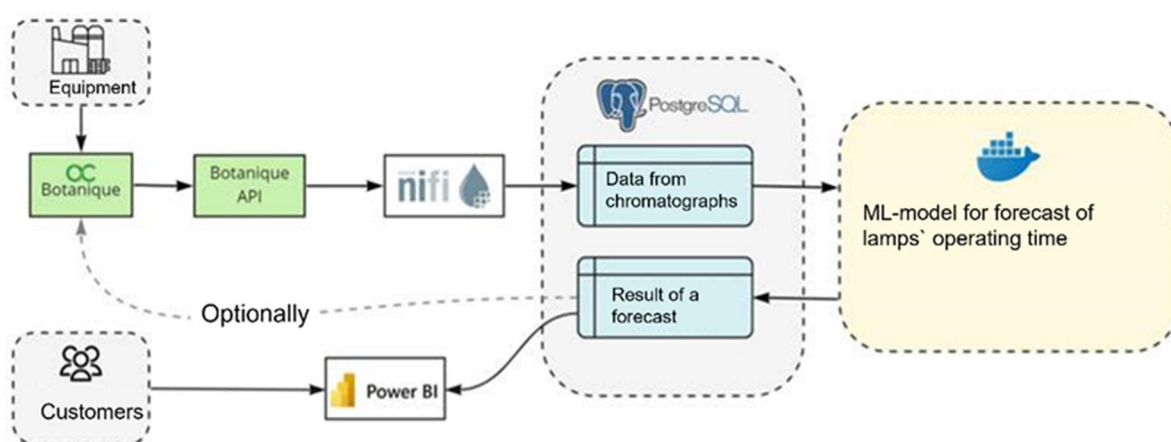 Equipment
PostgreSQL
Botanique
Botanique
API
nifi
Data from
chromatographs
ML-model for forecast of
lamps` operating time
Optionally
Result of a
forecast
Customers
Power BI